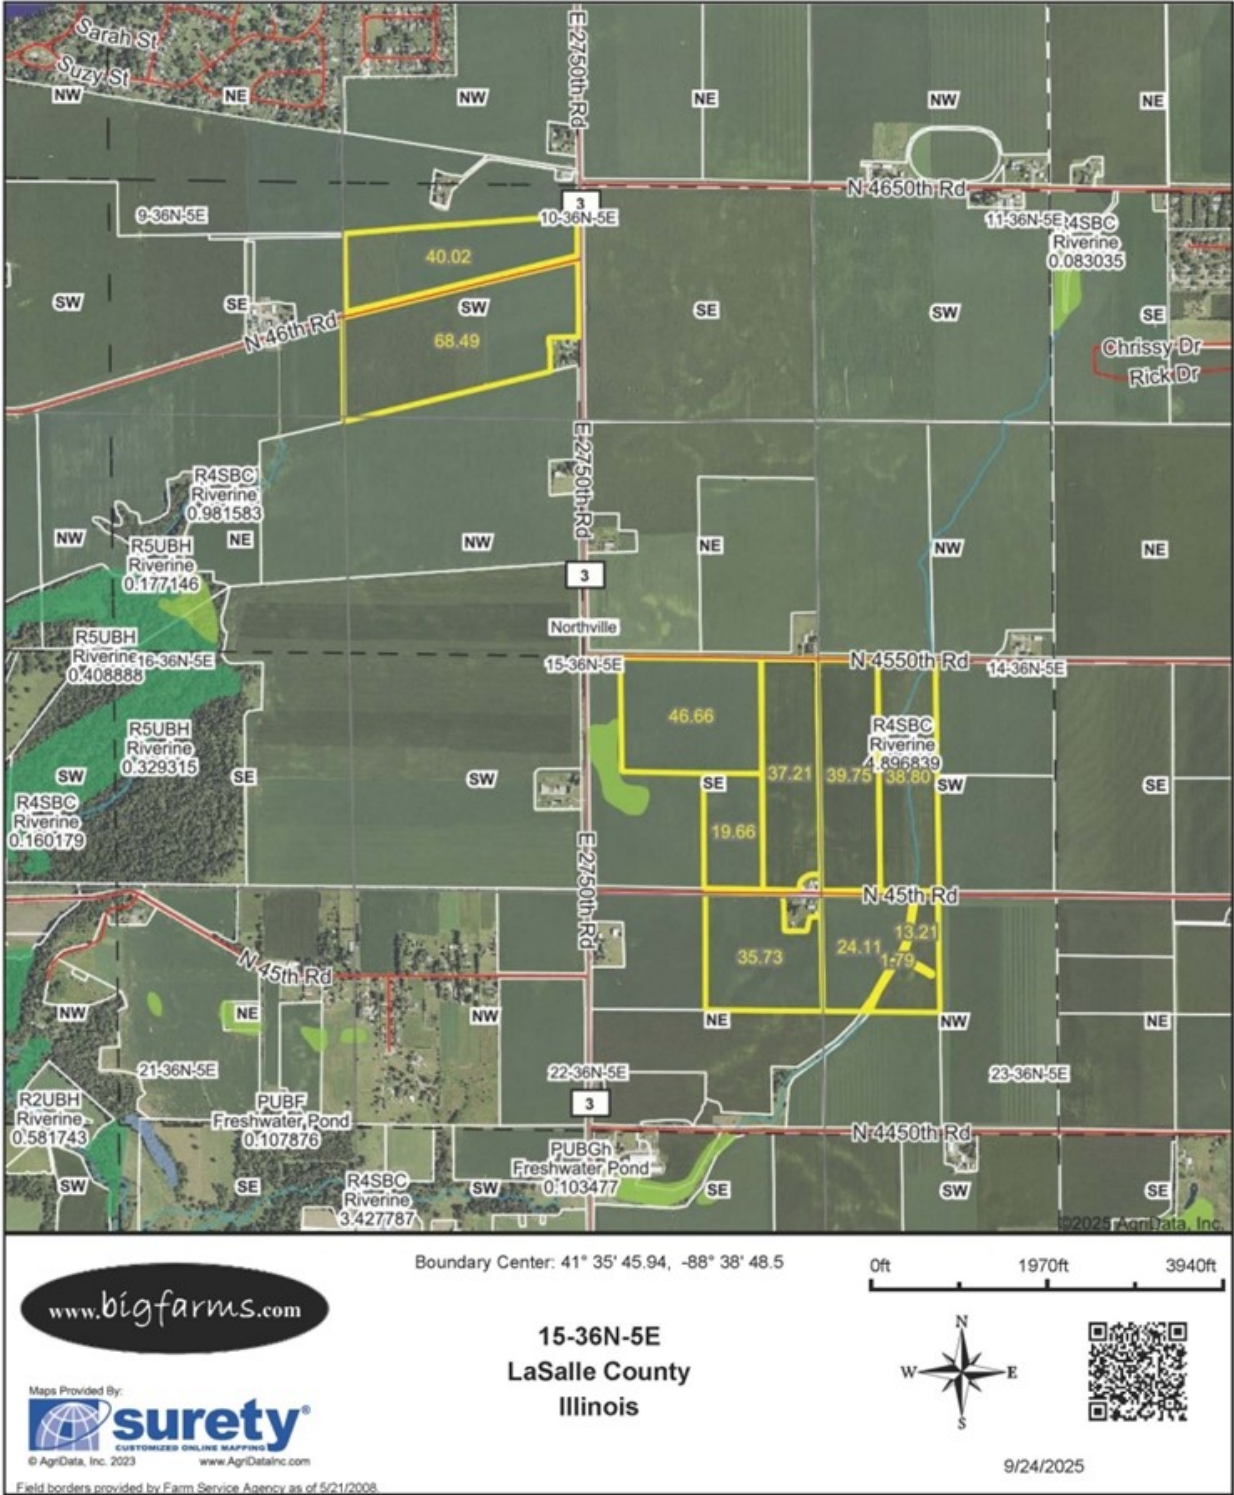 Sarah St
Suzy St
E 2750th Rd
NW
NE
NW
NE
NW
NE
N 4650th Rd
3
9-36N-5E
10-36N-5E
11-36N-5E
R4SBC
Riverine
0.083035
40.02
SW
SE
SW
SE
SW
SE
N 46th Rd
68.49
Chrissy Dr
Rick Dr
E 2750th Rd
R4SBC
Riverine
0.981583
NW
NE
NW
NE
NW
NE
R5UBH
Riverine
0.177146
3
Northville
R5UBH
Riverine
0.408888
16-36N-5E
15-36N-5E
N 4550th Rd
14-36N-5E
46.66
R5UBH
Riverine
0.329315
R4SBC
Riverine
4.896839
SW
SE
SW
SE
37.21
39.75
38.80
SW
SE
R4SBC
Riverine
0.160179
19.66
E 2750th Rd
N 45th Rd
13.21
24.11
1.79
35.73
N 45th Rd
NW
NE
NW
NE
NW
NE
21-36N-5E
22-36N-5E
23-36N-5E
R2UBH
Riverine
0.581743
PUBF
Freshwater Pond
0.107876
3
N 4450th Rd
PUBGh
Freshwater Pond
0.103477
R4SBC
Riverine
3.427787
SW
SE
SW
SE
SW
SE
©2025 AgriData, Inc.
Boundary Center: 41° 35' 45.94, -88° 38' 48.5
0ft 1970ft 3940ft
www.bigfarms.com
15-36N-5E
LaSalle County
Illinois
N
W E
S
Maps Provided By:
surety®
CUSTOMIZED ONLINE MAPPING
© AgriData, Inc. 2023 www.AgriDataInc.com
9/24/2025
Field borders provided by Farm Service Agency as of 5/21/2008.